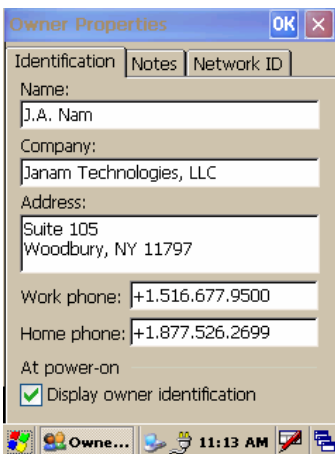 Owner Properties OK
Identification Notes Network ID
Name:
J.A. Nam
Company:
Janam Technologies, LLC
Address:
Suite 105
Woodbury, NY 11797
Work phone: +1.516.677.9500
Home phone: +1.877.526.2699
At power-on
Display owner identification
Owne... 11:13 AM